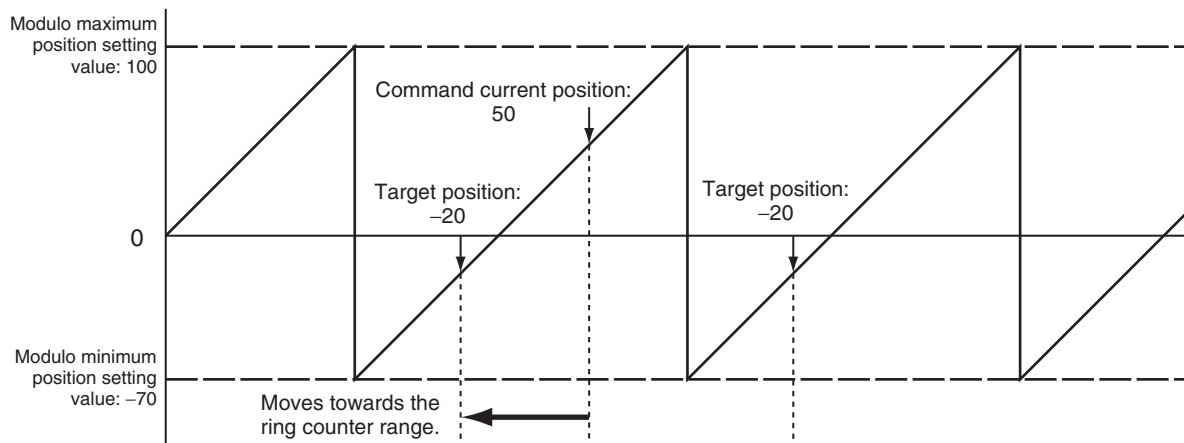 Modulo maximum
position setting
value: 100
Command current position:
50
Target position:
–20
Target position:
–20
0
Modulo minimum
position setting
value: –70
Moves towards the
ring counter range.